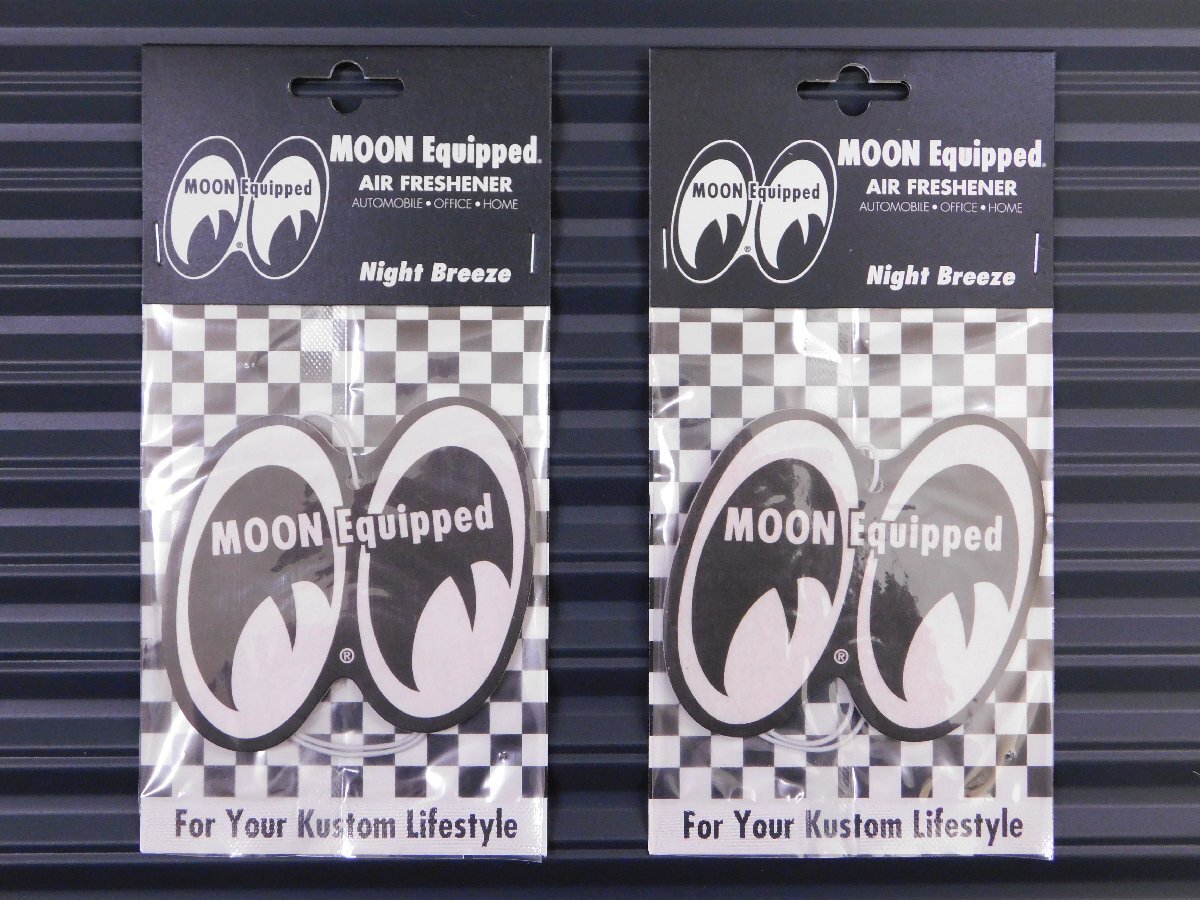 MOON Equipped
MOON Equipped®
AIR FRESHENER
AUTOMOBILE • OFFICE • HOME
®
Night Breeze
MOON Equipped
®
For Your Kustom Lifestyle
MOON Equipped
MOON Equipped®
AIR FRESHENER
AUTOMOBILE • OFFICE • HOME
®
Night Breeze
MOON Equipped
®
For Your Kustom Lifestyle